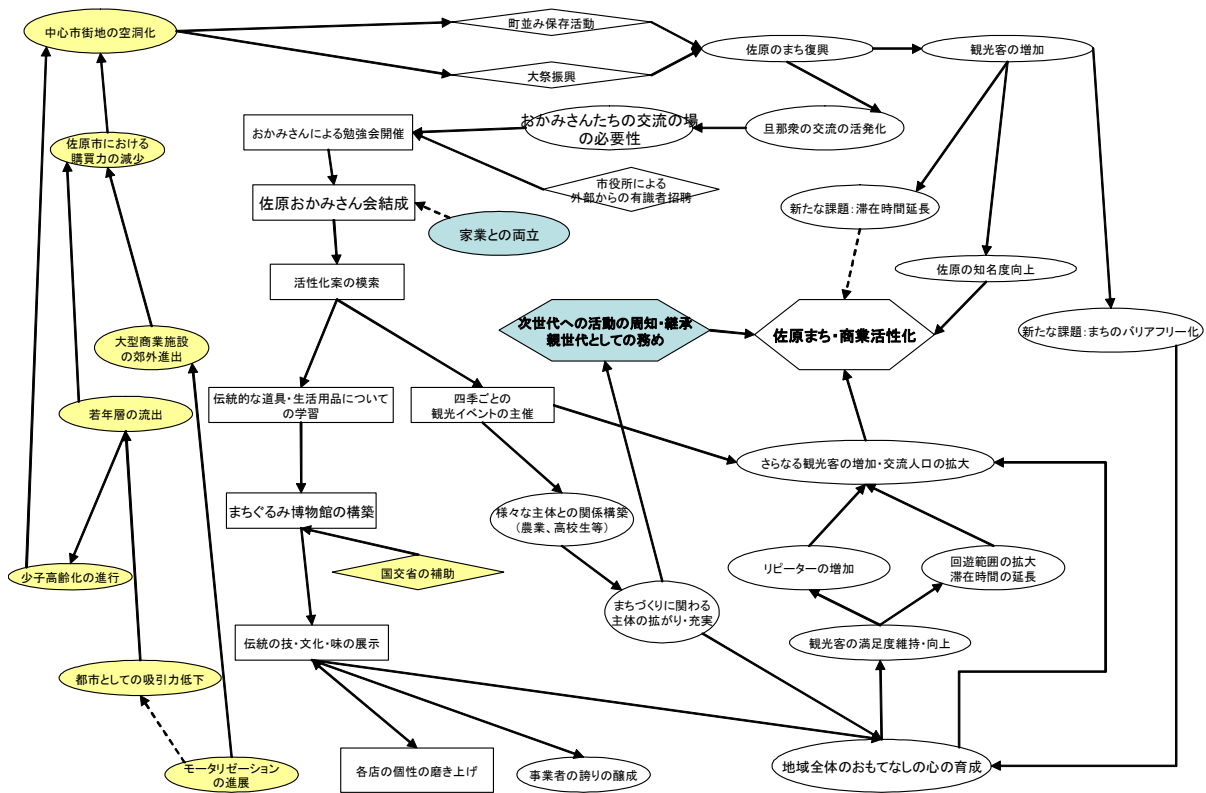 中心市街地の空洞化
町並み保存活動
大祭振興
佐原のまち復興
観光客の増加
おかみさんたちの交流の場
の必要性
旦那衆の交流の活発化
おかみさんによる勉強会開催
佐原市における
購買力の減少
市役所による
外部からの有識者招聘
佐原おかみさん会結成
家業との両立
新たな課題:滞在時間延長
活性化案の模索
佐原の知名度向上
次世代への活動の周知・継承
親世代としての務め
佐原まち・商業活性化
新たな課題:まちのバリアフリー化
大型商業施設
の郊外進出
伝統的な道具・生活用品について
の学習
四季ごとの
観光イベントの主催
若年層の流出
さらなる観光客の増加・交流人口の拡大
まちぐるみ博物館の構築
様々な主体との関係構築
(農業、高校生等)
少子高齢化の進行
国交省の補助
リピーターの増加
回遊範囲の拡大
滞在時間の延長
まちづくりに関わる
主体の拡がり・充実
伝統の技・文化・味の展示
観光客の満足度維持・向上
都市としての吸引力低下
モータリゼーション
の進展
各店の個性の磨き上げ
事業者の誇りの醸成
地域全体のおもてなしの心の育成